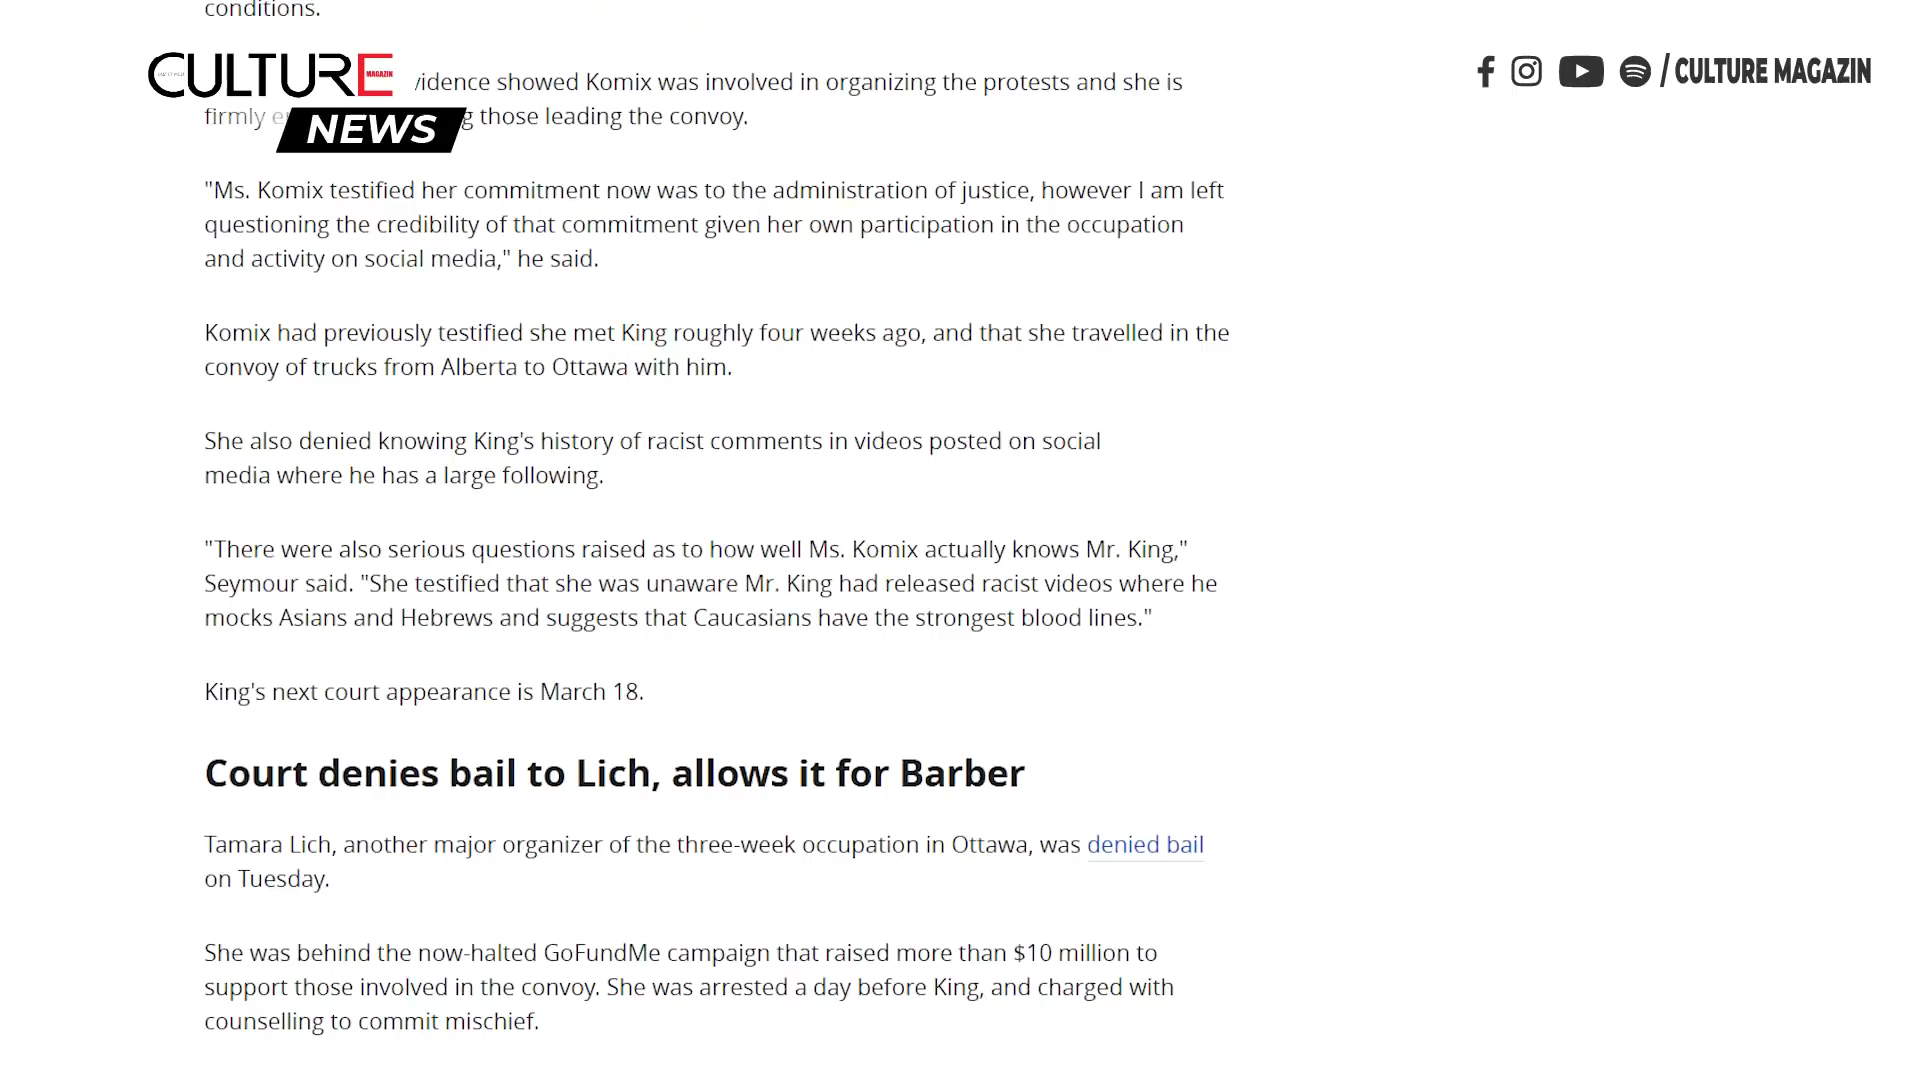 conditions.
CULTURE
MAGAZIN
NEWS
/ CULTURE MAGAZIN
evidence showed Komix was involved in organizing the protests and she is
firmly those leading the convoy.
"Ms. Komix testified her commitment now was to the administration of justice, however I am left
questioning the credibility of that commitment given her own participation in the occupation
and activity on social media," he said.
Komix had previously testified she met King roughly four weeks ago, and that she travelled in the
convoy of trucks from Alberta to Ottawa with him.
She also denied knowing King's history of racist comments in videos posted on social
media where he has a large following.
"There were also serious questions raised as to how well Ms. Komix actually knows Mr. King,"
Seymour said. "She testified that she was unaware Mr. King had released racist videos where he
mocks Asians and Hebrews and suggests that Caucasians have the strongest blood lines."
King's next court appearance is March 18.
Court denies bail to Lich, allows it for Barber
Tamara Lich, another major organizer of the three-week occupation in Ottawa, was denied bail
on Tuesday.
She was behind the now-halted GoFundMe campaign that raised more than $10 million to
support those involved in the convoy. She was arrested a day before King, and charged with
counselling to commit mischief.